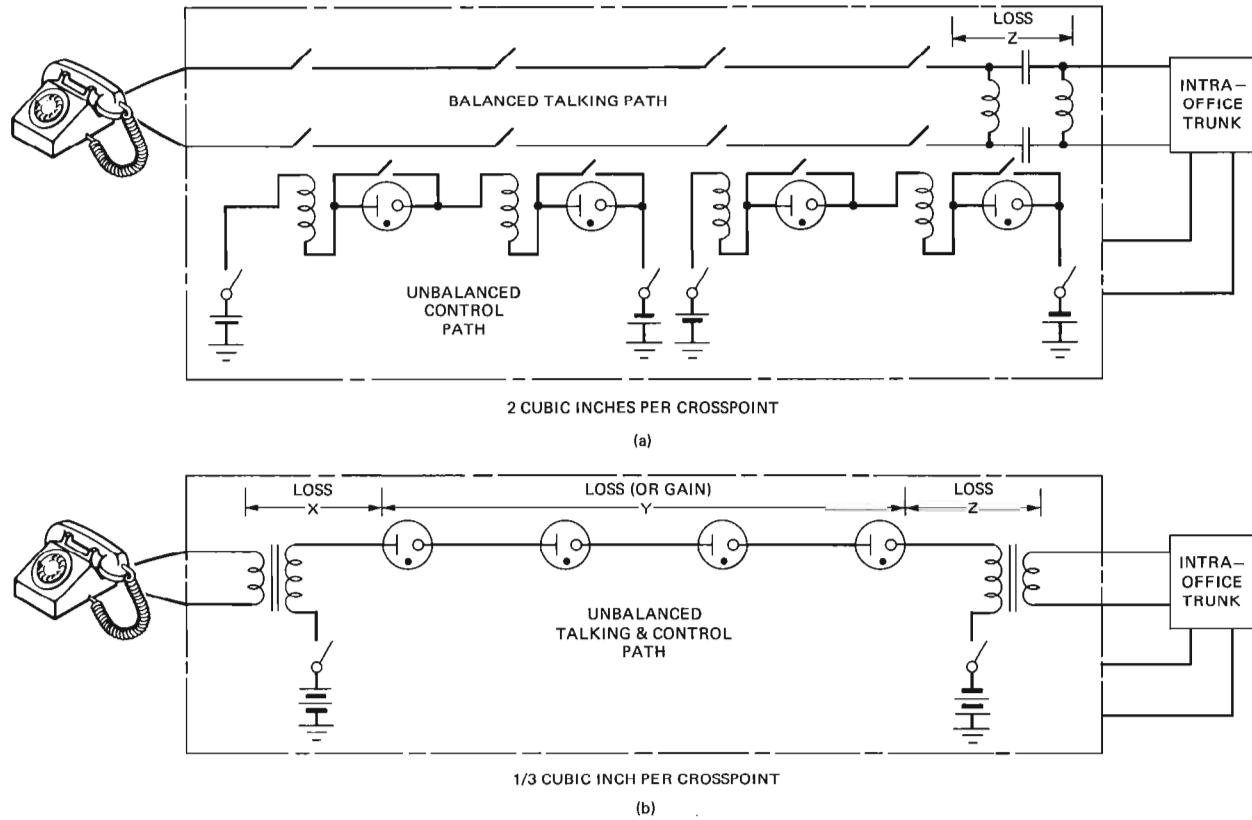 LOSS
Z
BALANCED TALKING PATH
INTRA-
OFFICE
TRUNK
UNBALANCED
CONTROL
PATH
2 CUBIC INCHES PER CROSSPOINT
(a)
LOSS
X
LOSS (OR GAIN)
Y
LOSS
Z
INTRA-
OFFICE
TRUNK
UNBALANCED
TALKING & CONTROL
PATH
1/3 CUBIC INCH PER CROSSPOINT
(b)